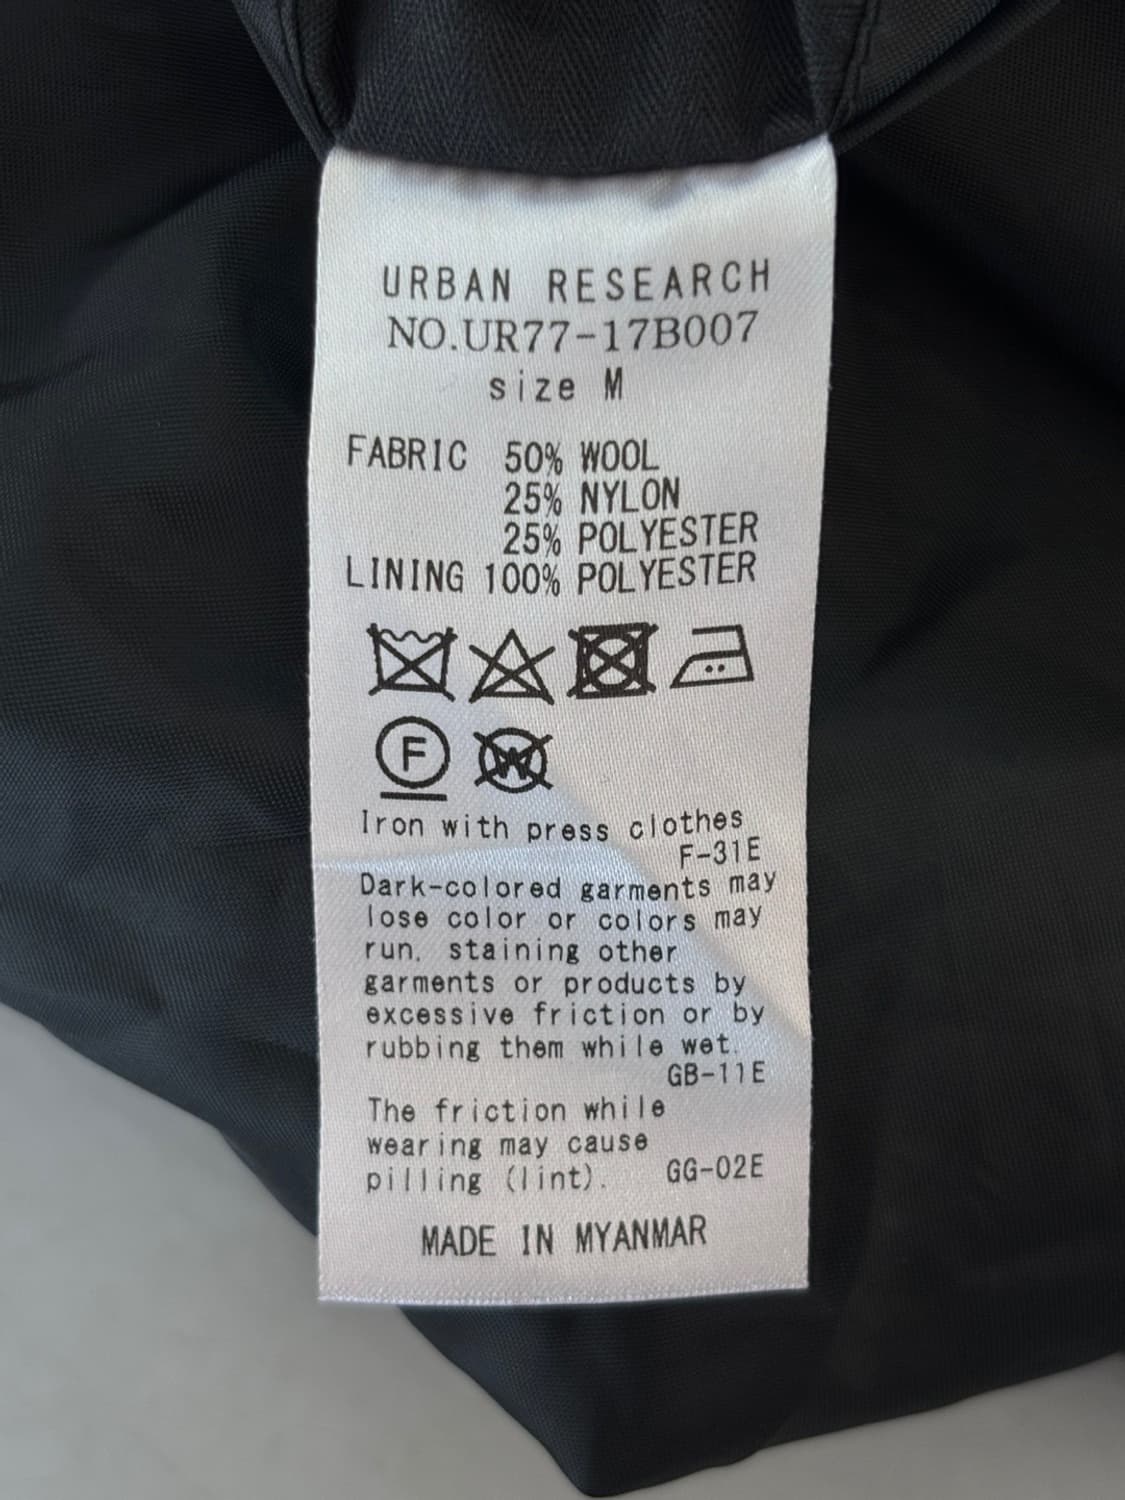 URBAN RESEARCH
NO.UR77-17B007
size M
FABRIC 50% WOOL
25% NYLON
25% POLYESTER
LINING 100% POLYESTER
F W
Iron with press clothes
F-31E
Dark-colored garments may
lose color or colors may
run, staining other
garments or products by
excessive friction or by
rubbing them while wet.
GB-11E
The friction while
wearing may cause
pilling (lint). GG-02E
MADE IN MYANMAR